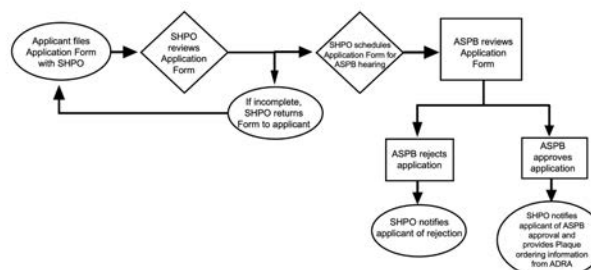 Applicant files
Application Form
with SHPO
SHPO
reviews
Application
Form
SHPO schedules
Application Form for
ASPB hearing
ASPB reviews
Application
Form
If incomplete,
SHPO returns
Form to applicant
ASPB rejects
application
ASPB
approves
application
SHPO notifies
applicant of rejection
SHPO notifies
applicant of ASPB
approval and
provides Plaque
ordering information
from ADRA